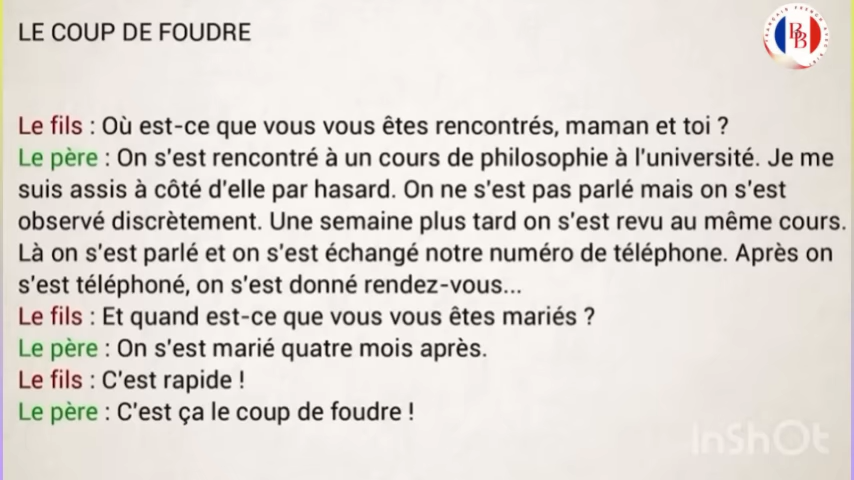 LE COUP DE FOUDRE
Le fils : Où est-ce que vous vous êtes rencontrés, maman et toi ?
Le père : On s'est rencontré à un cours de philosophie à l'université. Je me
suis assis à côté d'elle par hasard. On ne s'est pas parlé mais on s'est
observé discrètement. Une semaine plus tard on s'est revu au même cours.
Là on s'est parlé et on s'est échangé notre numéro de téléphone. Après on
s'est téléphoné, on s'est donné rendez-vous...
Le fils : Et quand est-ce que vous vous êtes mariés ?
Le père : On s'est marié quatre mois après.
Le fils : C'est rapide !
Le père : C'est ça le coup de foudre !
InShOt